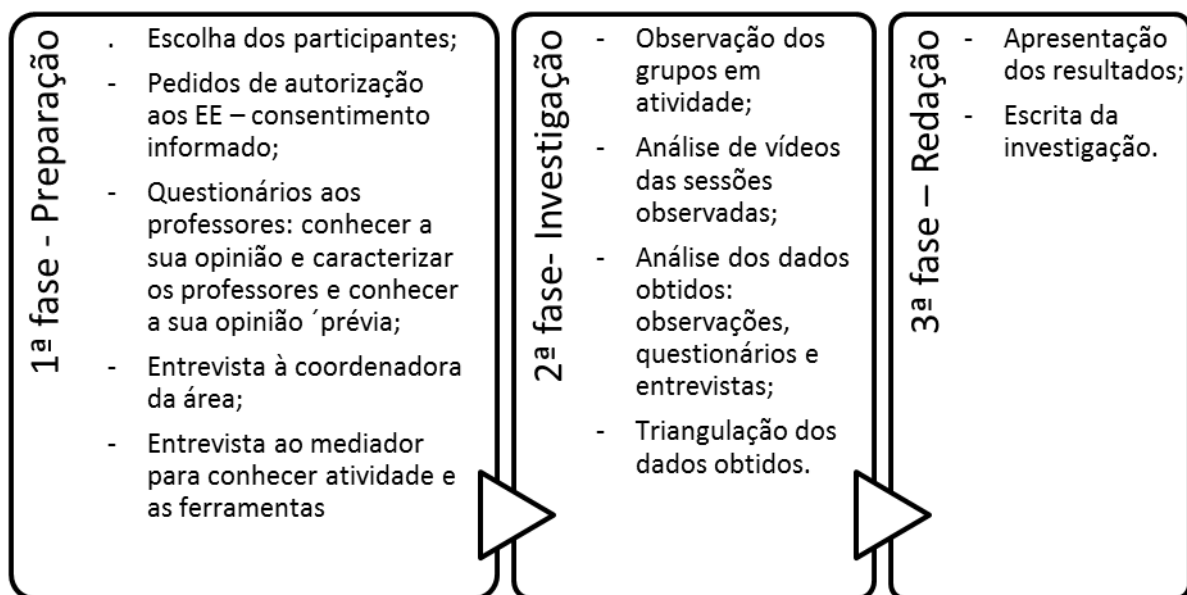 1ª fase - Preparação
. Escolha dos participantes;
- Pedidos de autorização
aos EE – consentimento
informado;
- Questionários aos
professores: conhecer a
sua opinião e caracterizar
os professores e conhecer
a sua opinião ´prévia;
- Entrevista à coordenadora
da área;
- Entrevista ao mediador
para conhecer atividade e
as ferramentas
2ª fase- Investigação
- Observação dos
grupos em
atividade;
- Análise de vídeos
das sessões
observadas;
- Análise dos dados
obtidos:
observações,
questionários e
entrevistas;
- Triangulação dos
dados obtidos.
3ª fase – Redação
- Apresentação
dos resultados;
- Escrita da
investigação.